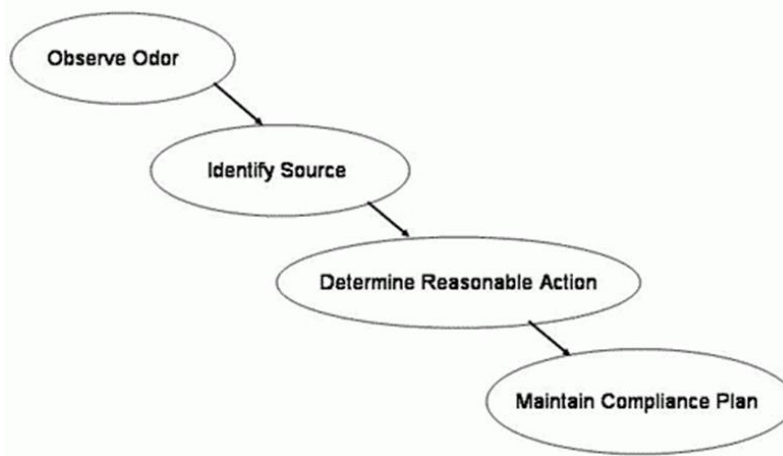 Observe Odor
Identify Source
Determine Reasonable Action
Maintain Compliance Plan